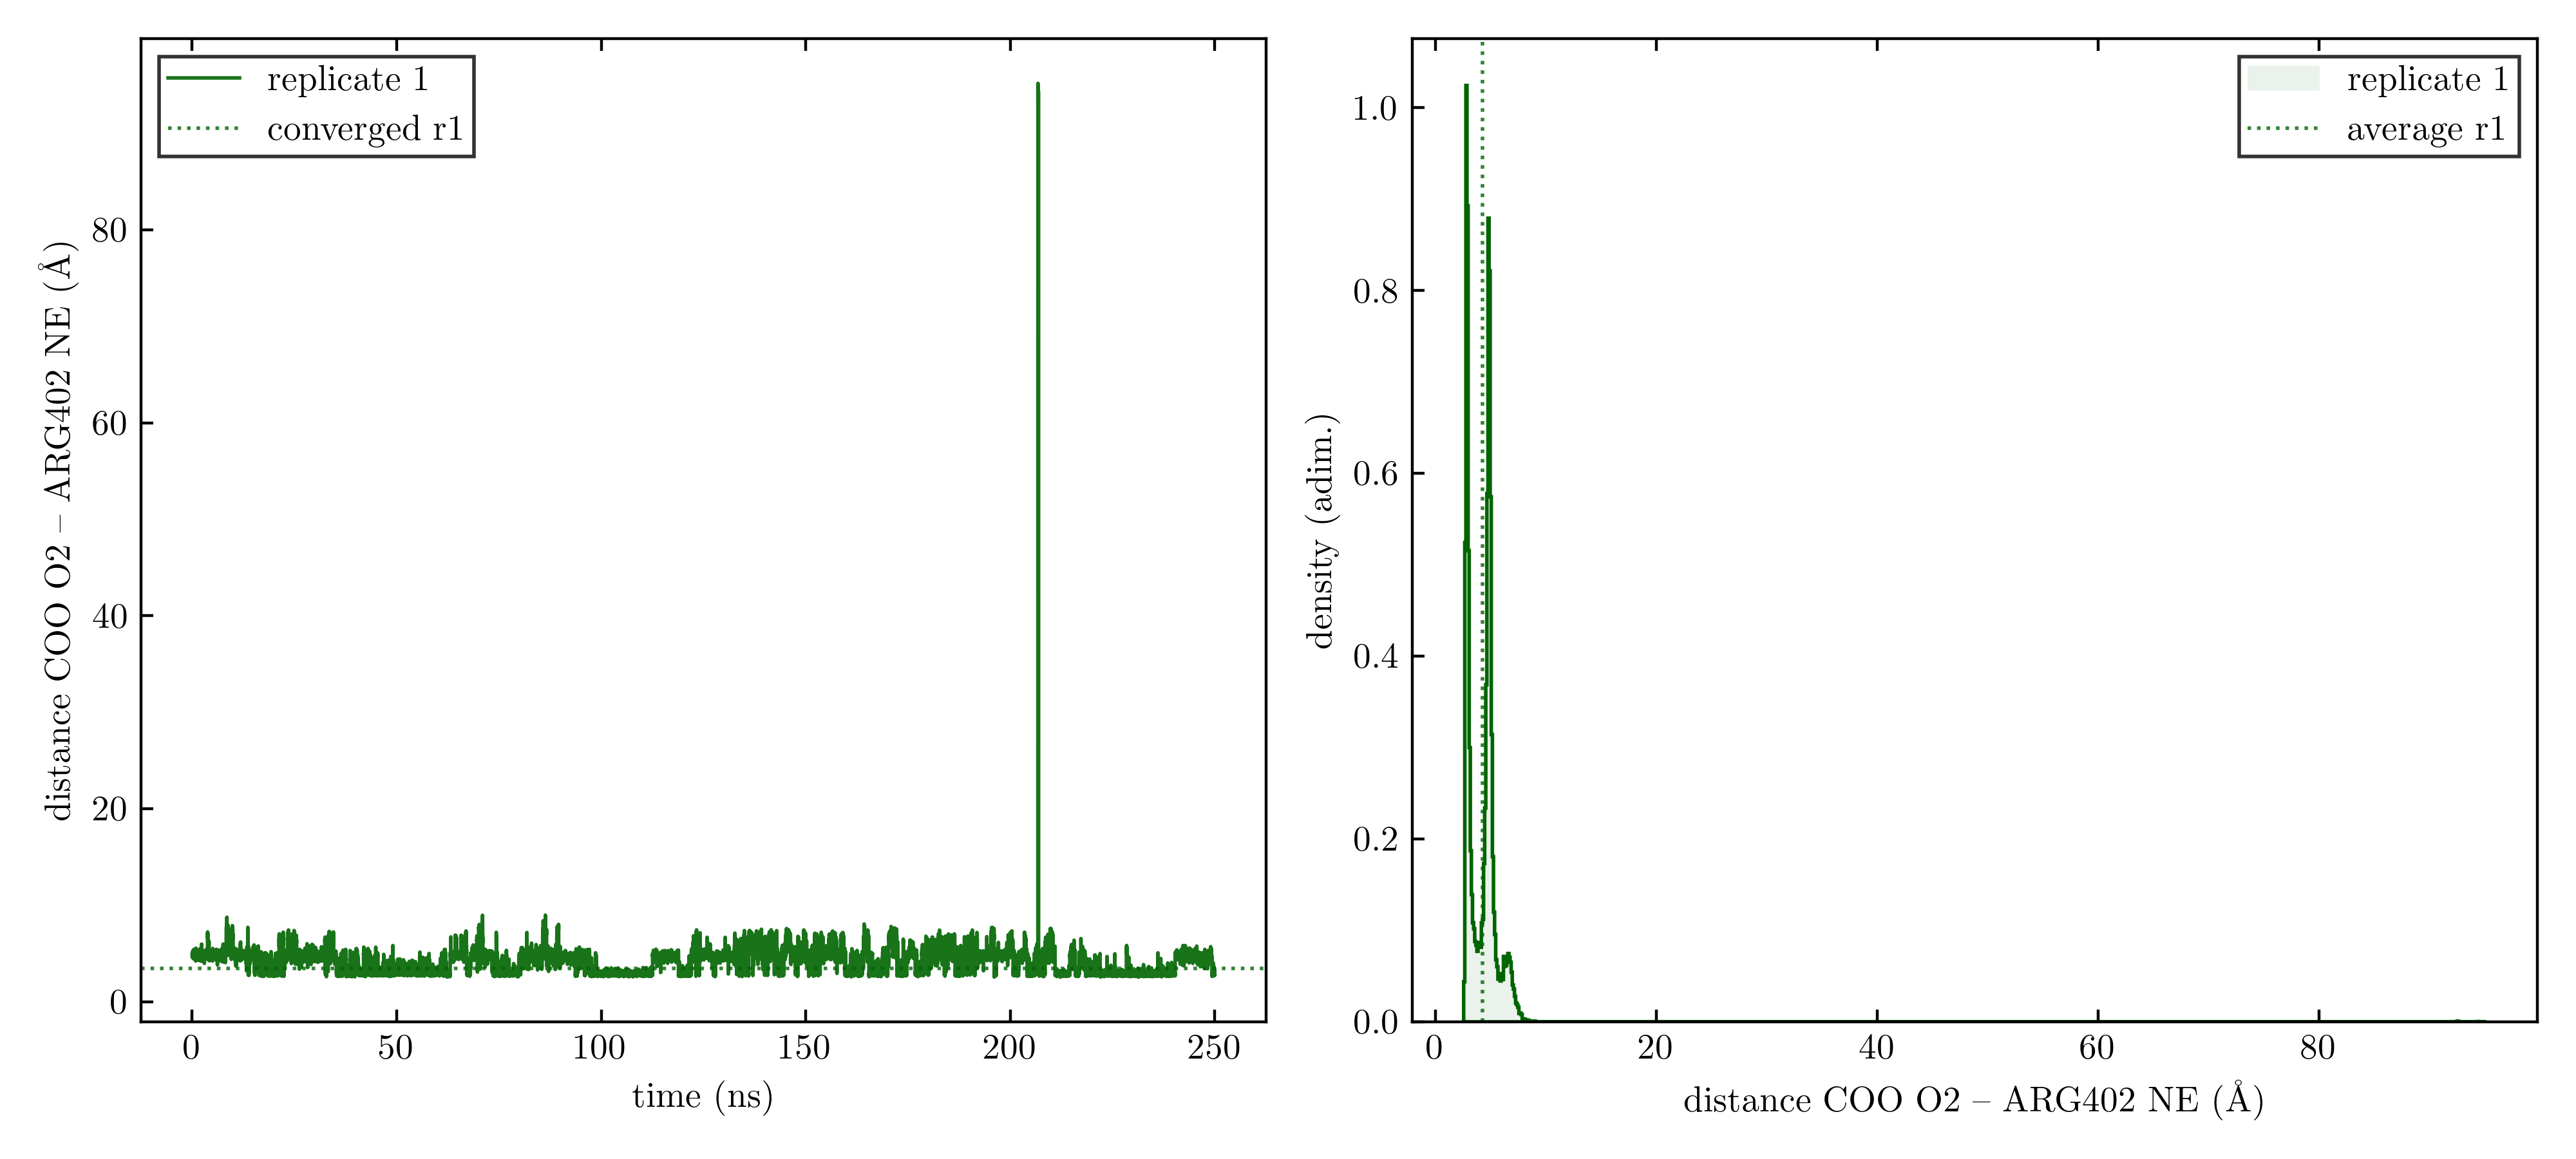 replicate 1
converged r1
80
60
40
20
0
0 50 100 150 200 250
time (ns)
distance COO O2 – ARG402 NE (Å)
replicate 1
average r1
1.0
0.8
0.6
0.4
0.2
0.0
0 20 40 60 80
distance COO O2 – ARG402 NE (Å)
density (adim.)